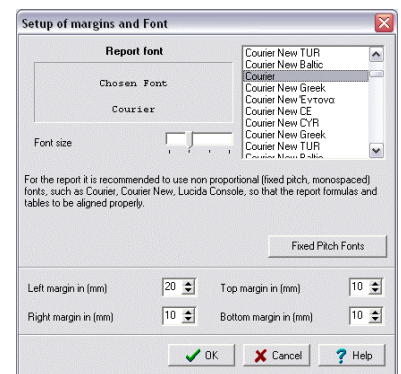 Setup of margins and Font
Report font
Chosen Font
Courier
Font size
Courier New TUR
Courier New Baltic
Courier
Courier New Greek
Courier New Έντονα
Courier New CE
Courier New CYR
Courier New Greek
Courier New TUR
Courier New Baltic
For the report it is recommended to use non proportional (fixed pitch, monospaced)
fonts, such as Courier, Courier New, Lucida Console, so that the report formulas and
tables to be aligned properly.
Fixed Pitch Fonts
Left margin in (mm) 20 Top margin in (mm) 10
Right margin in (mm) 10 Bottom margin in (mm) 10
OK Cancel ? Help